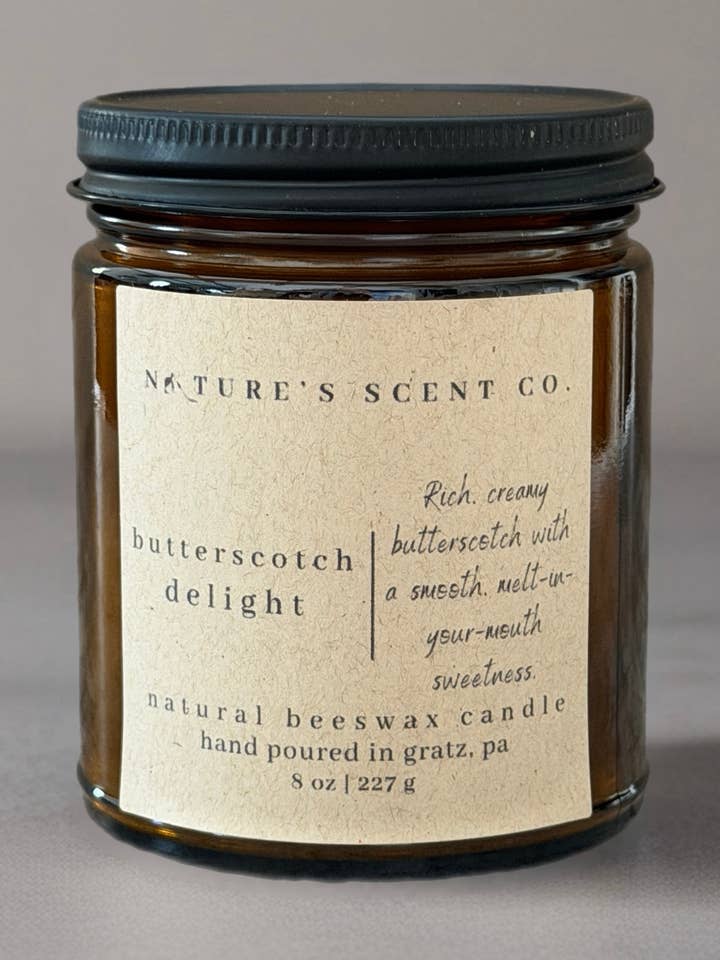 NATURE'S SCENT CO.
butterscotch
delight
Rich. creamy
butterscotch with
a smooth. melt-in-
your-mouth
sweetness.
natural beeswax candle
hand poured in gratz, pa
8 oz | 227 g